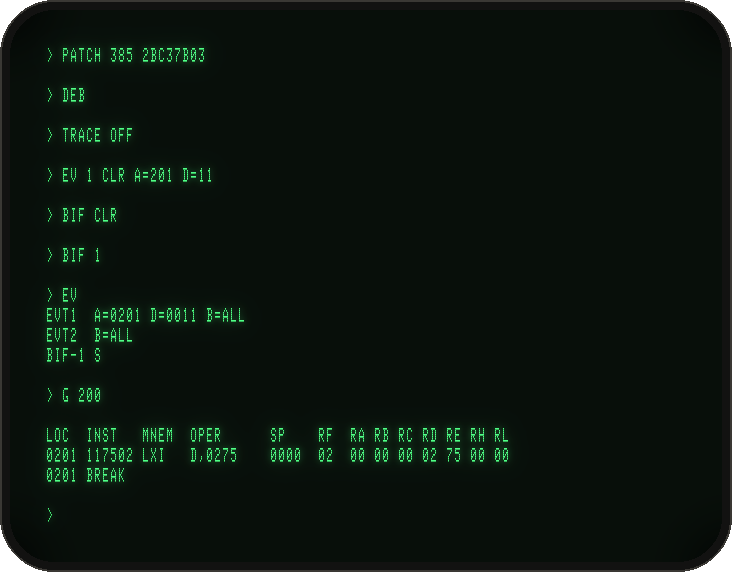 > PATCH 385 2BC37B03
> DEB
> TRACE OFF
> EV 1 CLR A=201 D=11
> BIF CLR
> BIF 1
> EV
EVT1  A=0201 D=0011 B=ALL
EVT2  B=ALL
BIF-1 S
> G 200
LOC  INST   MNEM  OPER      SP    RF  RA RB RC RD RE RH RL
0201 117502 LXI   D,0275    0000  02  00 00 00 02 75 00 00
0201 BREAK
>